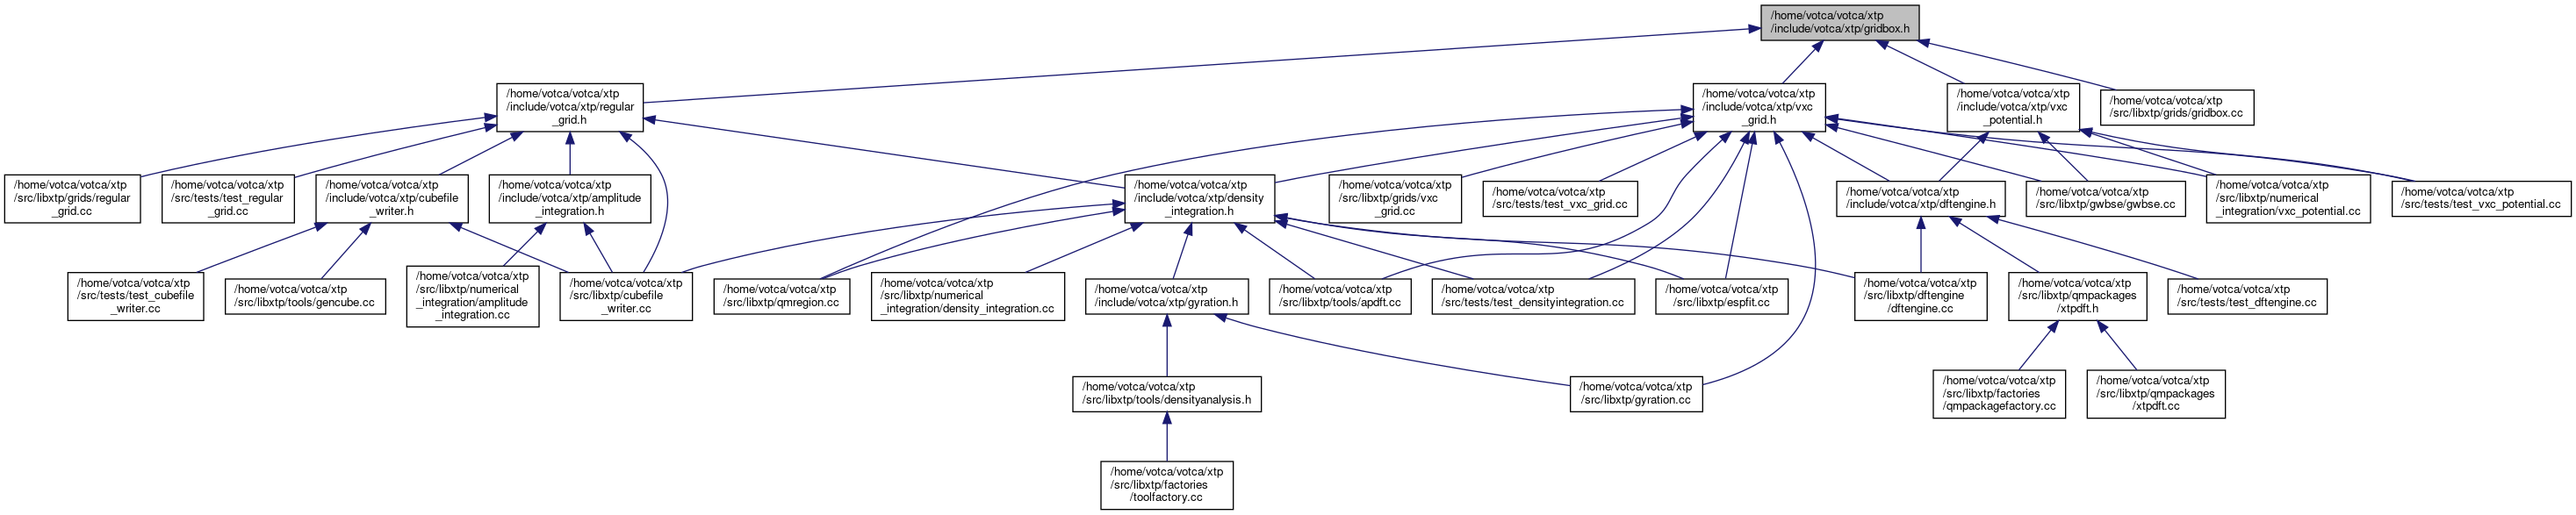 /home/votca/votca/xtp
/include/votca/xtp/gridbox.h
/home/votca/votca/xtp
/include/votca/xtp/regular
_grid.h
/home/votca/votca/xtp
/include/votca/xtp/vxc
_grid.h
/home/votca/votca/xtp
/include/votca/xtp/vxc
_potential.h
/home/votca/votca/xtp
/src/libxtp/grids/gridbox.cc
/home/votca/votca/xtp
/src/libxtp/grids/regular
_grid.cc
/home/votca/votca/xtp
/src/tests/test_regular
_grid.cc
/home/votca/votca/xtp
/include/votca/xtp/cubefile
_writer.h
/home/votca/votca/xtp
/include/votca/xtp/amplitude
_integration.h
/home/votca/votca/xtp
/include/votca/xtp/density
_integration.h
/home/votca/votca/xtp
/src/libxtp/grids/vxc
_grid.cc
/home/votca/votca/xtp
/src/tests/test_vxc_grid.cc
/home/votca/votca/xtp
/include/votca/xtp/dftengine.h
/home/votca/votca/xtp
/src/libxtp/gwbse/gwbse.cc
/home/votca/votca/xtp
/src/libxtp/numerical
_integration/vxc_potential.cc
/home/votca/votca/xtp
/src/tests/test_vxc_potential.cc
/home/votca/votca/xtp
/src/tests/test_cubefile
_writer.cc
/home/votca/votca/xtp
/src/libxtp/tools/gencube.cc
/home/votca/votca/xtp
/src/libxtp/numerical
_integration/amplitude
_integration.cc
/home/votca/votca/xtp
/src/libxtp/cubefile
_writer.cc
/home/votca/votca/xtp
/src/libxtp/qmregion.cc
/home/votca/votca/xtp
/src/libxtp/numerical
_integration/density_integration.cc
/home/votca/votca/xtp
/include/votca/xtp/gyration.h
/home/votca/votca/xtp
/src/libxtp/tools/apdft.cc
/home/votca/votca/xtp
/src/tests/test_densityintegration.cc
/home/votca/votca/xtp
/src/libxtp/espfit.cc
/home/votca/votca/xtp
/src/libxtp/dftengine
/dftengine.cc
/home/votca/votca/xtp
/src/libxtp/qmpackages
/xtpdft.h
/home/votca/votca/xtp
/src/tests/test_dftengine.cc
/home/votca/votca/xtp
/src/libxtp/tools/densityanalysis.h
/home/votca/votca/xtp
/src/libxtp/gyration.cc
/home/votca/votca/xtp
/src/libxtp/factories
/qmpackagefactory.cc
/home/votca/votca/xtp
/src/libxtp/qmpackages
/xtpdft.cc
/home/votca/votca/xtp
/src/libxtp/factories
/toolfactory.cc